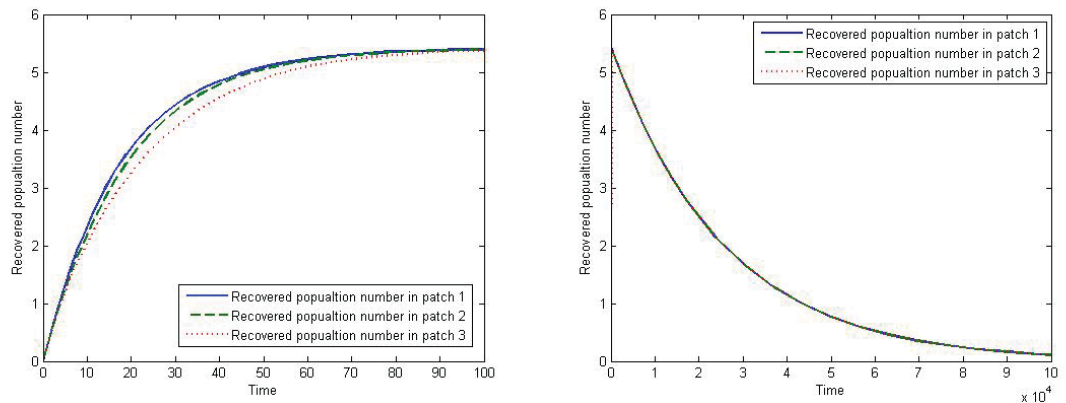 6
5
4
3
2
1
0
Recovered popualtion number
Recovered popualtion number in patch 1
Recovered popualtion number in patch 2
Recovered popualtion number in patch 3
0 10 20 30 40 50 60 70 80 90 100
Time
6
5
4
3
2
1
0
Recovered popualtion number
Recovered popualtion number in patch 1
Recovered popualtion number in patch 2
Recovered popualtion number in patch 3
0 1 2 3 4 5 6 7 8 9 10
Time
x 10^4